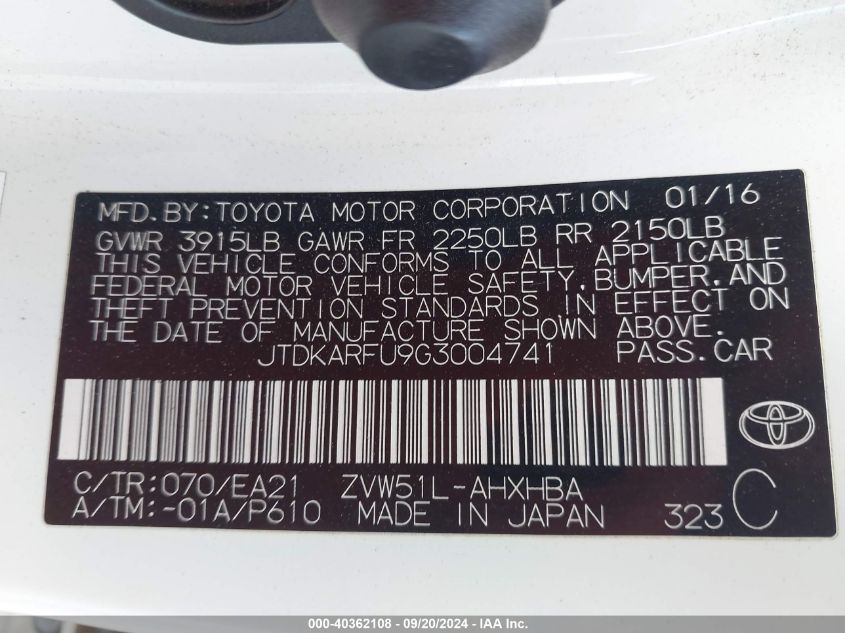 MFD.BY:TOYOTA MOTOR CORPORATION 01/16
GVWR 3915LB GAWR FR 2250LB RR 2150LB
THIS VEHICLE CONFORMS TO ALL APPLICABLE
FEDERAL MOTOR VEHICLE SAFETY,BUMPER,AND
THEFT PREVENTION STANDARDS IN EFFECT ON
THE DATE OF MANUFACTURE SHOWN ABOVE.
JTDKARFU9G3004741 PASS.CAR
C/TR:070/EA21 ZVW51L-AHXHBA
A/TM:-01A/P610 MADE IN JAPAN 323 C
000-40362108 - 09/20/2024 - IAA Inc.